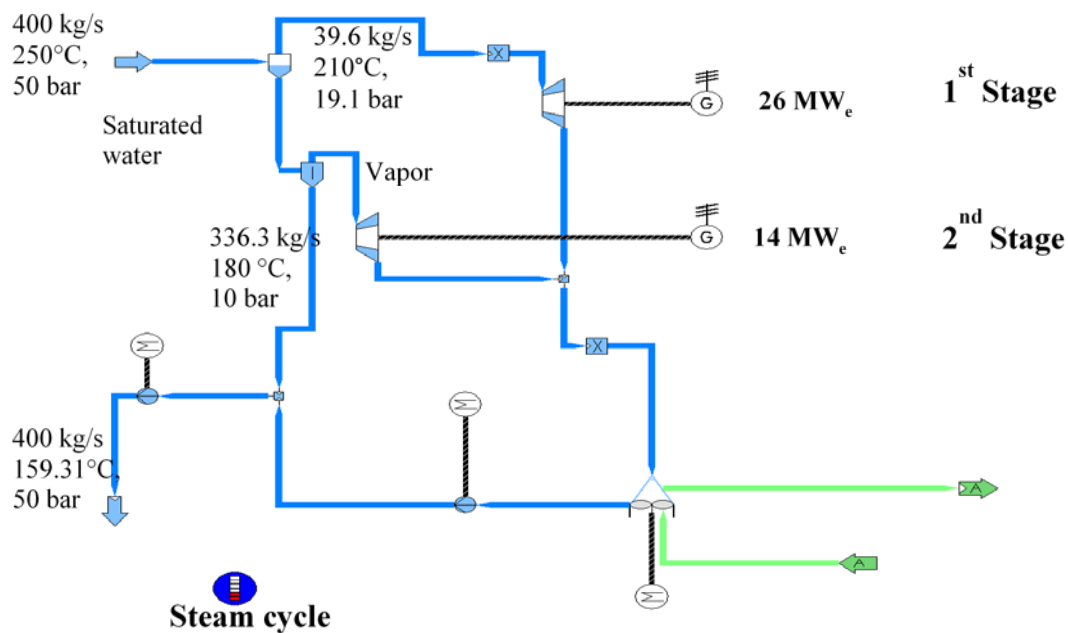 400 kg/s
250°C,
50 bar
39.6 kg/s
210°C,
19.1 bar
X
G
26 MWe
1st Stage
Saturated
water
Vapor
336.3 kg/s
180 °C,
10 bar
G
14 MWe
2nd Stage
X
M
M
400 kg/s
159.31°C,
50 bar
A
A
M
Steam cycle